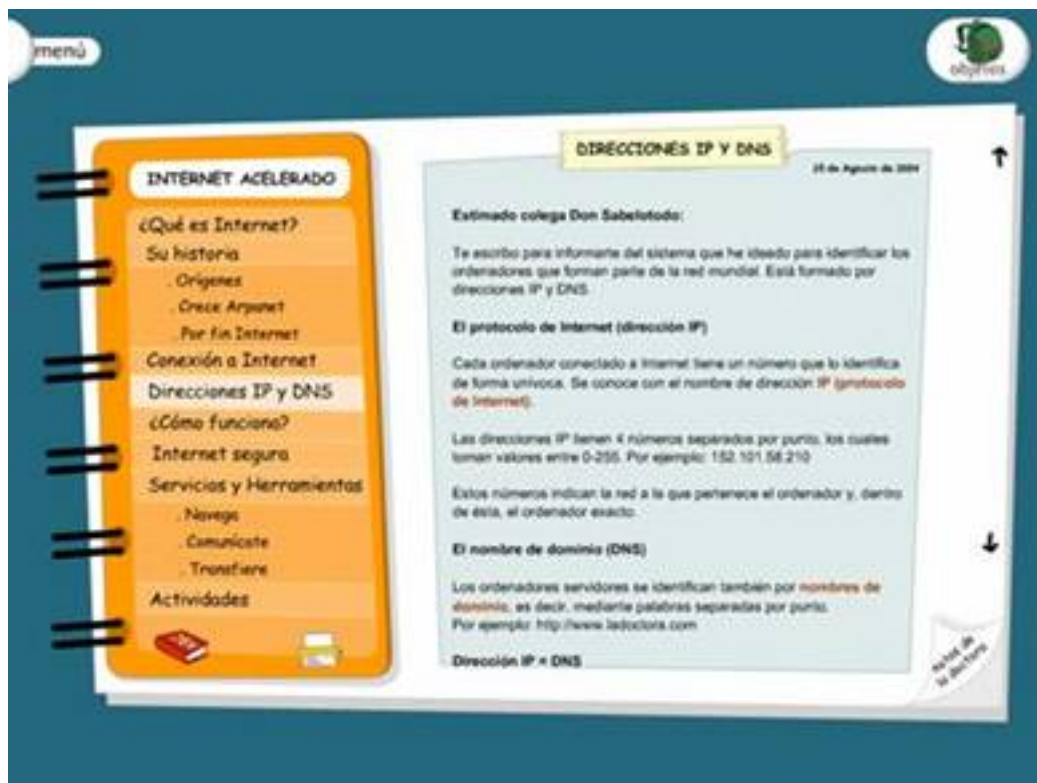 menú
objetivos
INTERNET ACELERADO
¿Qué es Internet?
Su historia
. Orígenes
. Crece Arpanet
. Por fin Internet
Conexión a Internet
Direcciones IP y DNS
¿Cómo funciona?
Internet segura
Servicios y Herramientas
. Navega
. Comunícate
. Transfiere
Actividades
DIRECCIONES IP Y DNS
25 de Agosto de 2004
Estimado colega Don Sabelotodo:
Te escribo para informarte del sistema que he ideado para identificar los
ordenadores que forman parte de la red mundial. Está formado por
direcciones IP y DNS.
El protocolo de Internet (dirección IP)
Cada ordenador conectado a Internet tiene un número que lo identifica
de forma unívoca. Se conoce con el nombre de dirección IP (protocolo
de Internet).
Las direcciones IP tienen 4 números separados por punto, los cuales
toman valores entre 0-255. Por ejemplo: 152.101.58.210
Estos números indican la red a la que pertenece el ordenador y, dentro
de ésta, el ordenador exacto.
El nombre de dominio (DNS)
Los ordenadores servidores se identifican también por nombres de
dominio, es decir, mediante palabras separadas por punto.
Por ejemplo: http://www.ladoctora.com
Dirección IP = DNS
notas de
la doctora